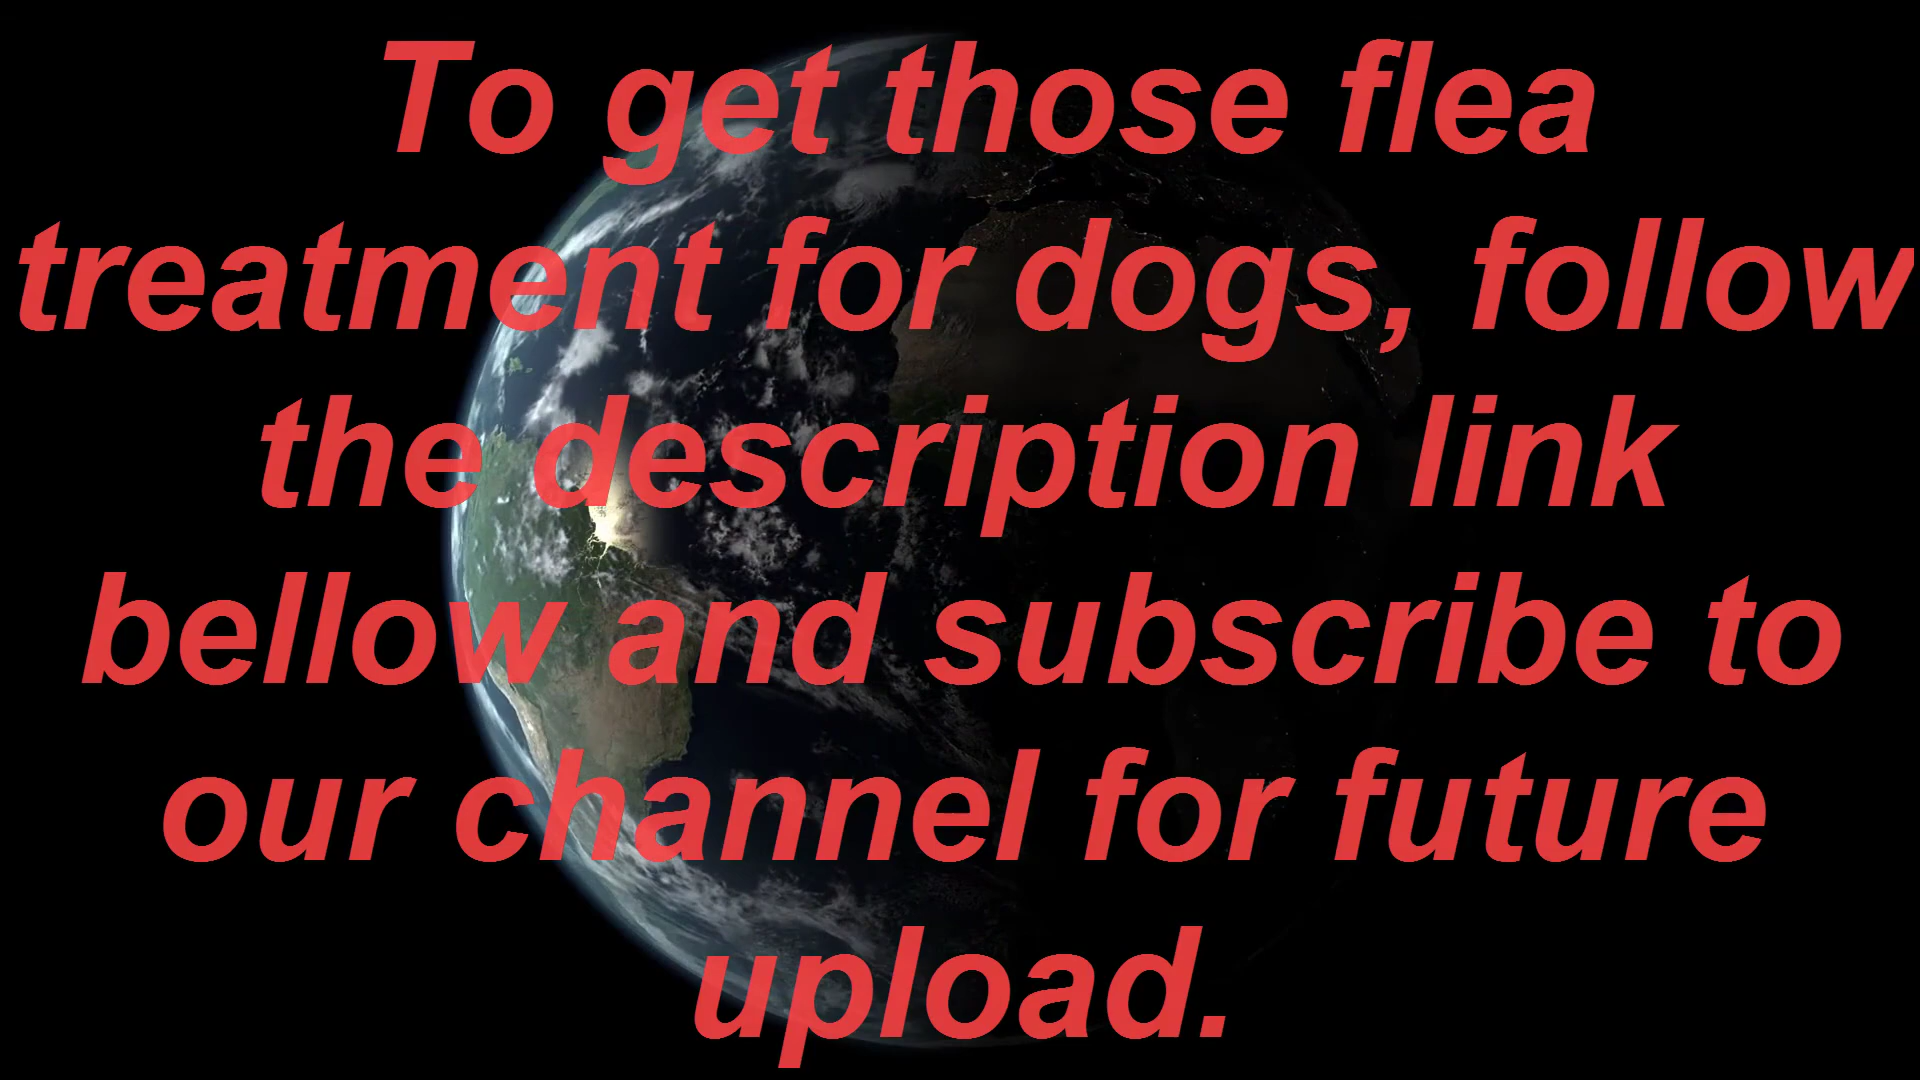 To get those flea
treatment for dogs, follow
the description link
bellow and subscribe to
our channel for future
upload.